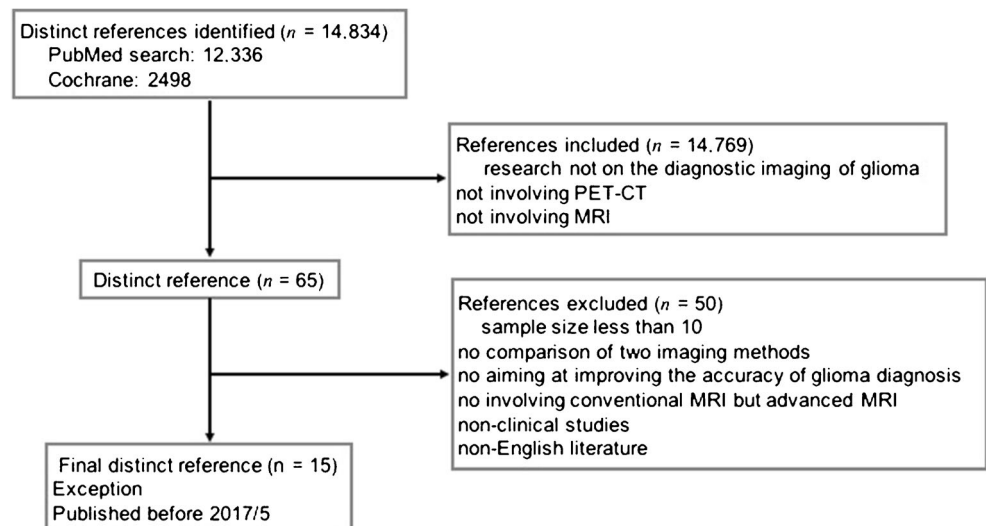 Distinct references identified (n = 14.834)
PubMed search: 12.336
Cochrane: 2498
References included (n = 14.769)
research not on the diagnostic imaging of glioma
not involving PET-CT
not involving MRI
Distinct reference (n = 65)
References excluded (n = 50)
sample size less than 10
no comparison of two imaging methods
no aiming at improving the accuracy of glioma diagnosis
no involving conventional MRI but advanced MRI
non-clinical studies
non-English literature
Final distinct reference (n = 15)
Exception
Published before 2017/5